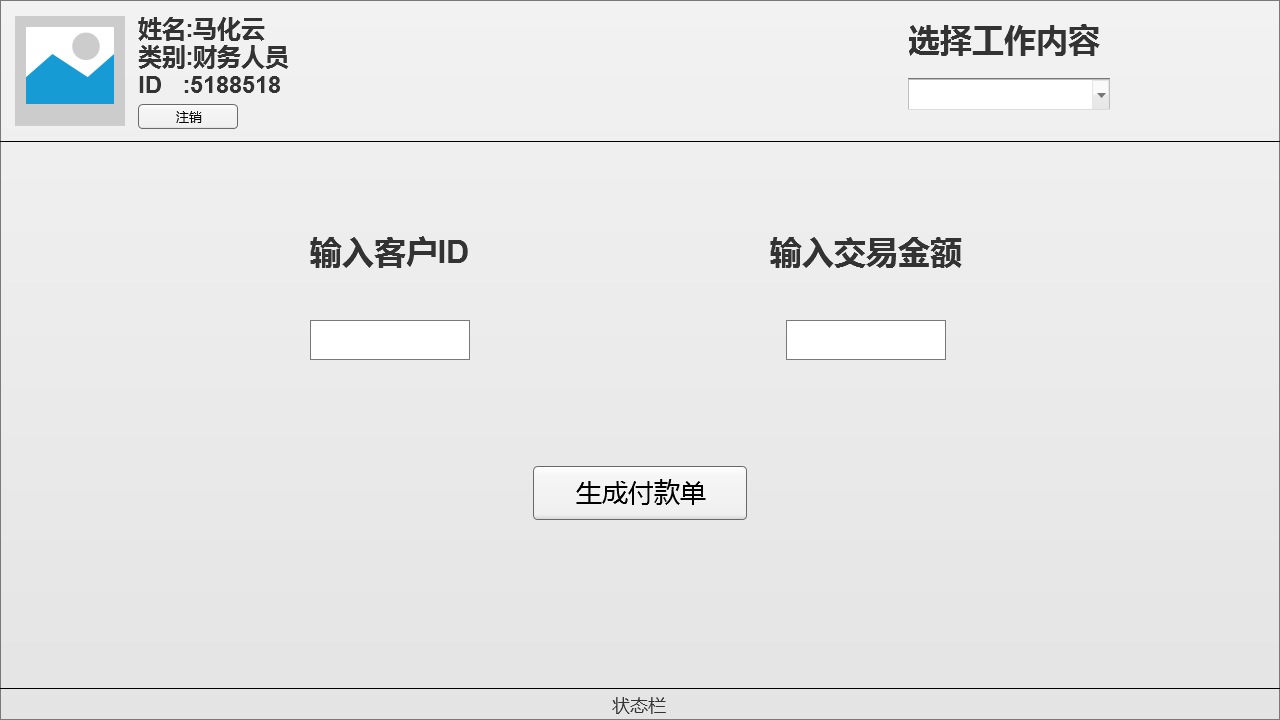 姓名:马化云
类别:财务人员
ID :5188518
注销
选择工作内容
输入客户ID
输入交易金额
生成付款单
状态栏